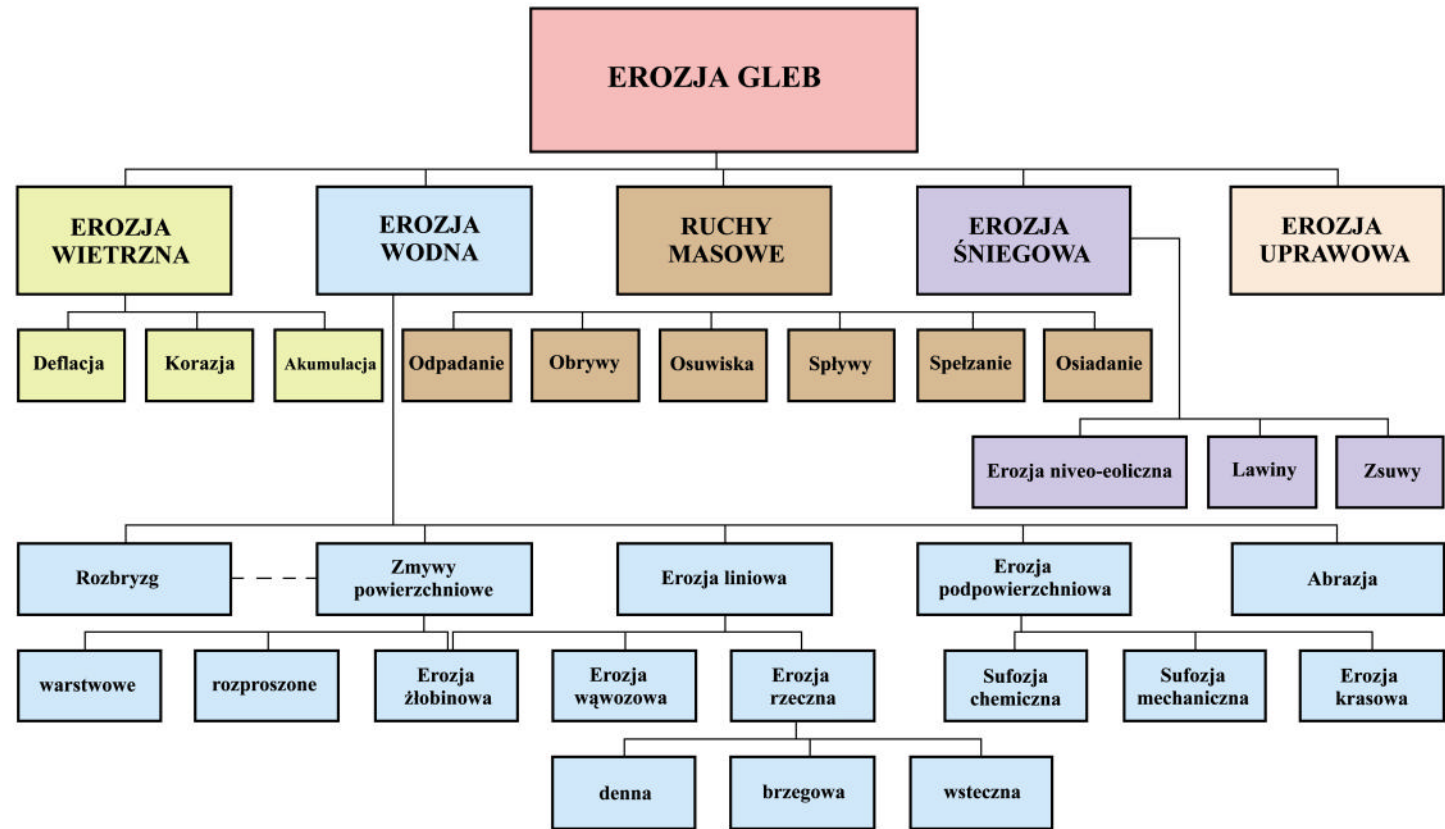 EROZJA GLEB
EROZJA
WIETRZNA
EROZJA
WODNA
RUCHY
MASOWE
EROZJA
ŚNIEGOWA
EROZJA
UPRAWOWA
Deflacja
Korazja
Akumulacja
Odpadanie
Obrywy
Osuwiska
Spływy
Spełzanie
Osiadanie
Erozja niveo-eoliczna
Lawiny
Zsuwy
Rozbryzg
Zmywy
powierzchniowe
Erozja liniowa
Erozja
podpowierzchniowa
Abrazja
warstwowe
rozproszone
Erozja
żłobinowa
Erozja
wąwozowa
Erozja
rzeczna
Sufozja
chemiczna
Sufozja
mechaniczna
Erozja
krasowa
denna
brzegowa
wsteczna